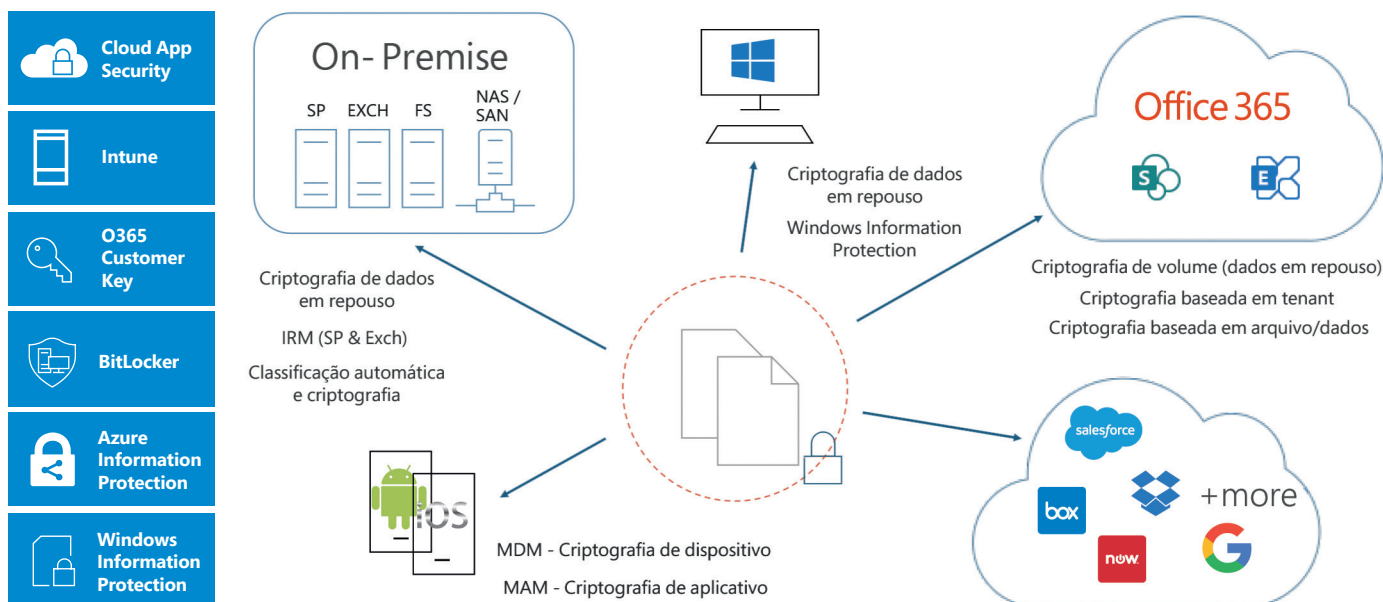 Cloud App
Security
Intune
O365
Customer
Key
BitLocker
Azure
Information
Protection
Windows
Information
Protection
On-Premise
SP
EXCH
FS
NAS /
SAN
Criptografia de dados
em repouso
IRM (SP & Exch)
Classificação automática
e criptografia
Criptografia de dados
em repouso
Windows Information
Protection
Office 365
S
E
Criptografia de volume (dados em repouso)
Criptografia baseada em tenant
Criptografia baseada em arquivo/dados
iOS
MDM - Criptografia de dispositivo
MAM - Criptografia de aplicativo
salesforce
box
+more
now
G